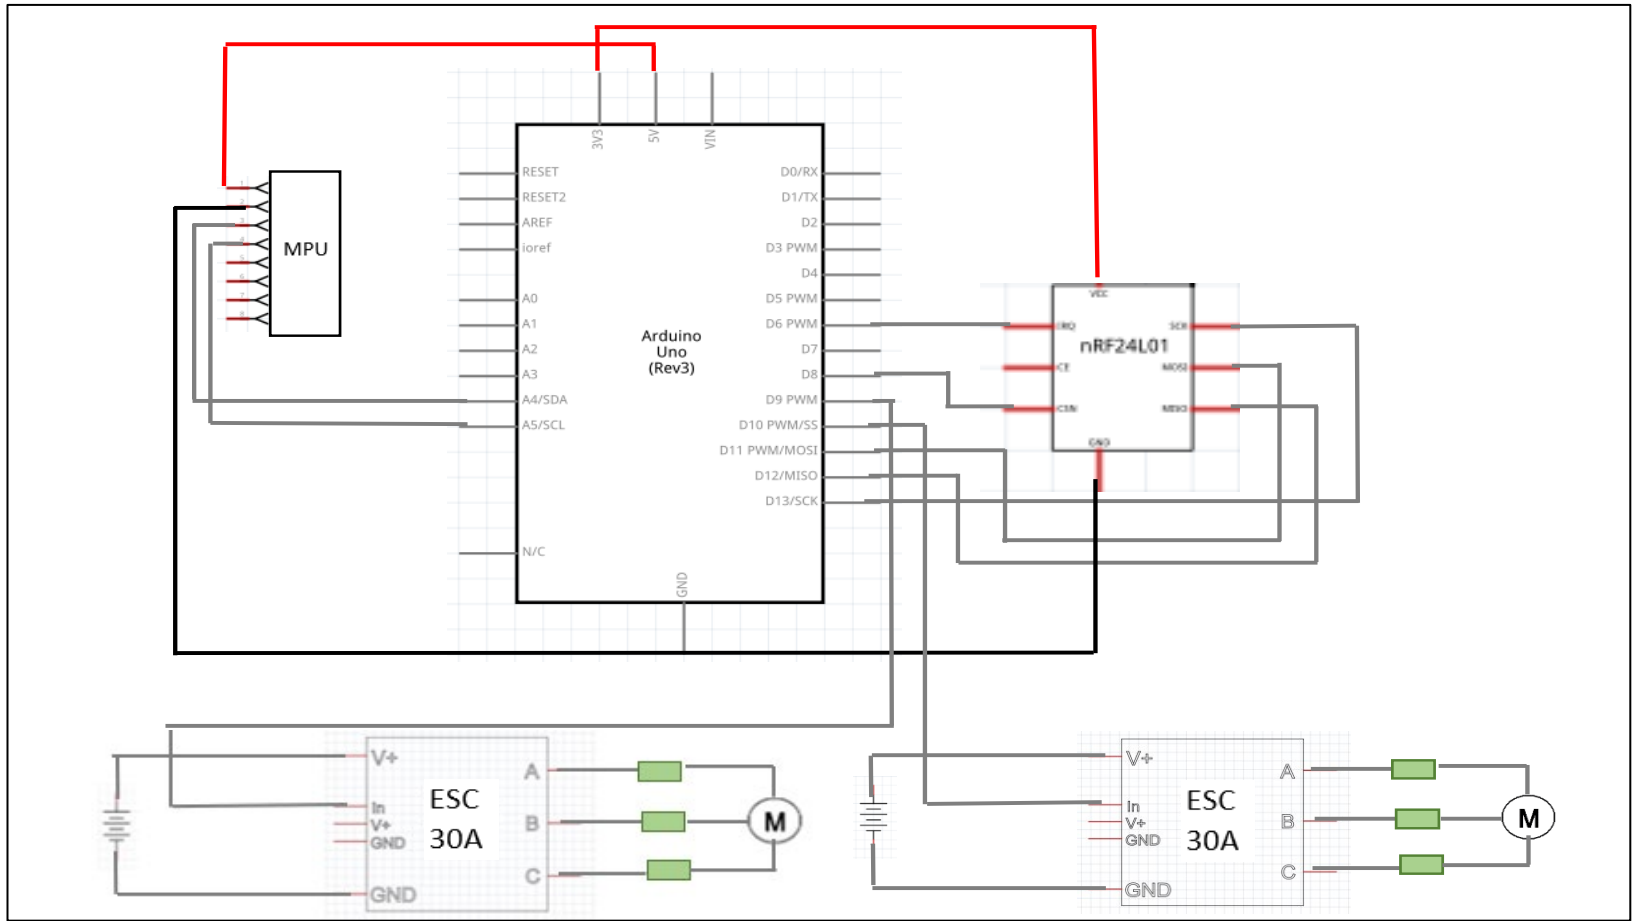 3V3
5V
VIN
RESET
RESET2
AREF
ioref
A0
A1
A2
A3
A4/SDA
A5/SCL
N/C
Arduino
Uno
(Rev3)
D0/RX
D1/TX
D2
D3 PWM
D4
D5 PWM
D6 PWM
D7
D8
D9 PWM
D10 PWM/SS
D11 PWM/MOSI
D12/MISO
D13/SCK
GND
MPU
VCC
IRQ
CE
CSN
nRF24L01
SCK
MOSI
MISO
GND
V+
In
V+
GND
GND
ESC
30A
A
B
C
M
V+
In
V+
GND
GND
ESC
30A
A
B
C
M